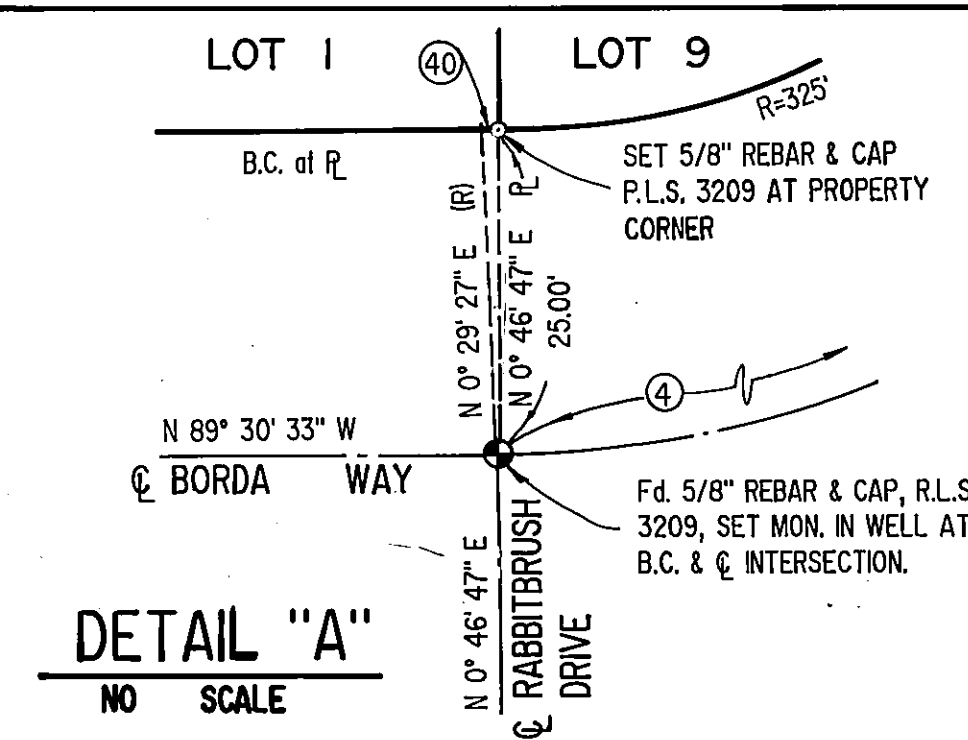 LOT 1
40
LOT 9
R=325'
B.C. at ℄
SET 5/8" REBAR & CAP
P.L.S. 3209 AT PROPERTY
CORNER
(R)
PL
N 0° 29' 27" E
N 0° 46' 47" E
25.00'
4
N 89° 30' 33" W
℄ BORDA WAY
Fd. 5/8" REBAR & CAP, R.L.S
3209, SET MON. IN WELL AT
B.C. & ℄ INTERSECTION.
N 0° 46' 47" E
℄ RABBITBRUSH
DRIVE
DETAIL "A"
NO SCALE